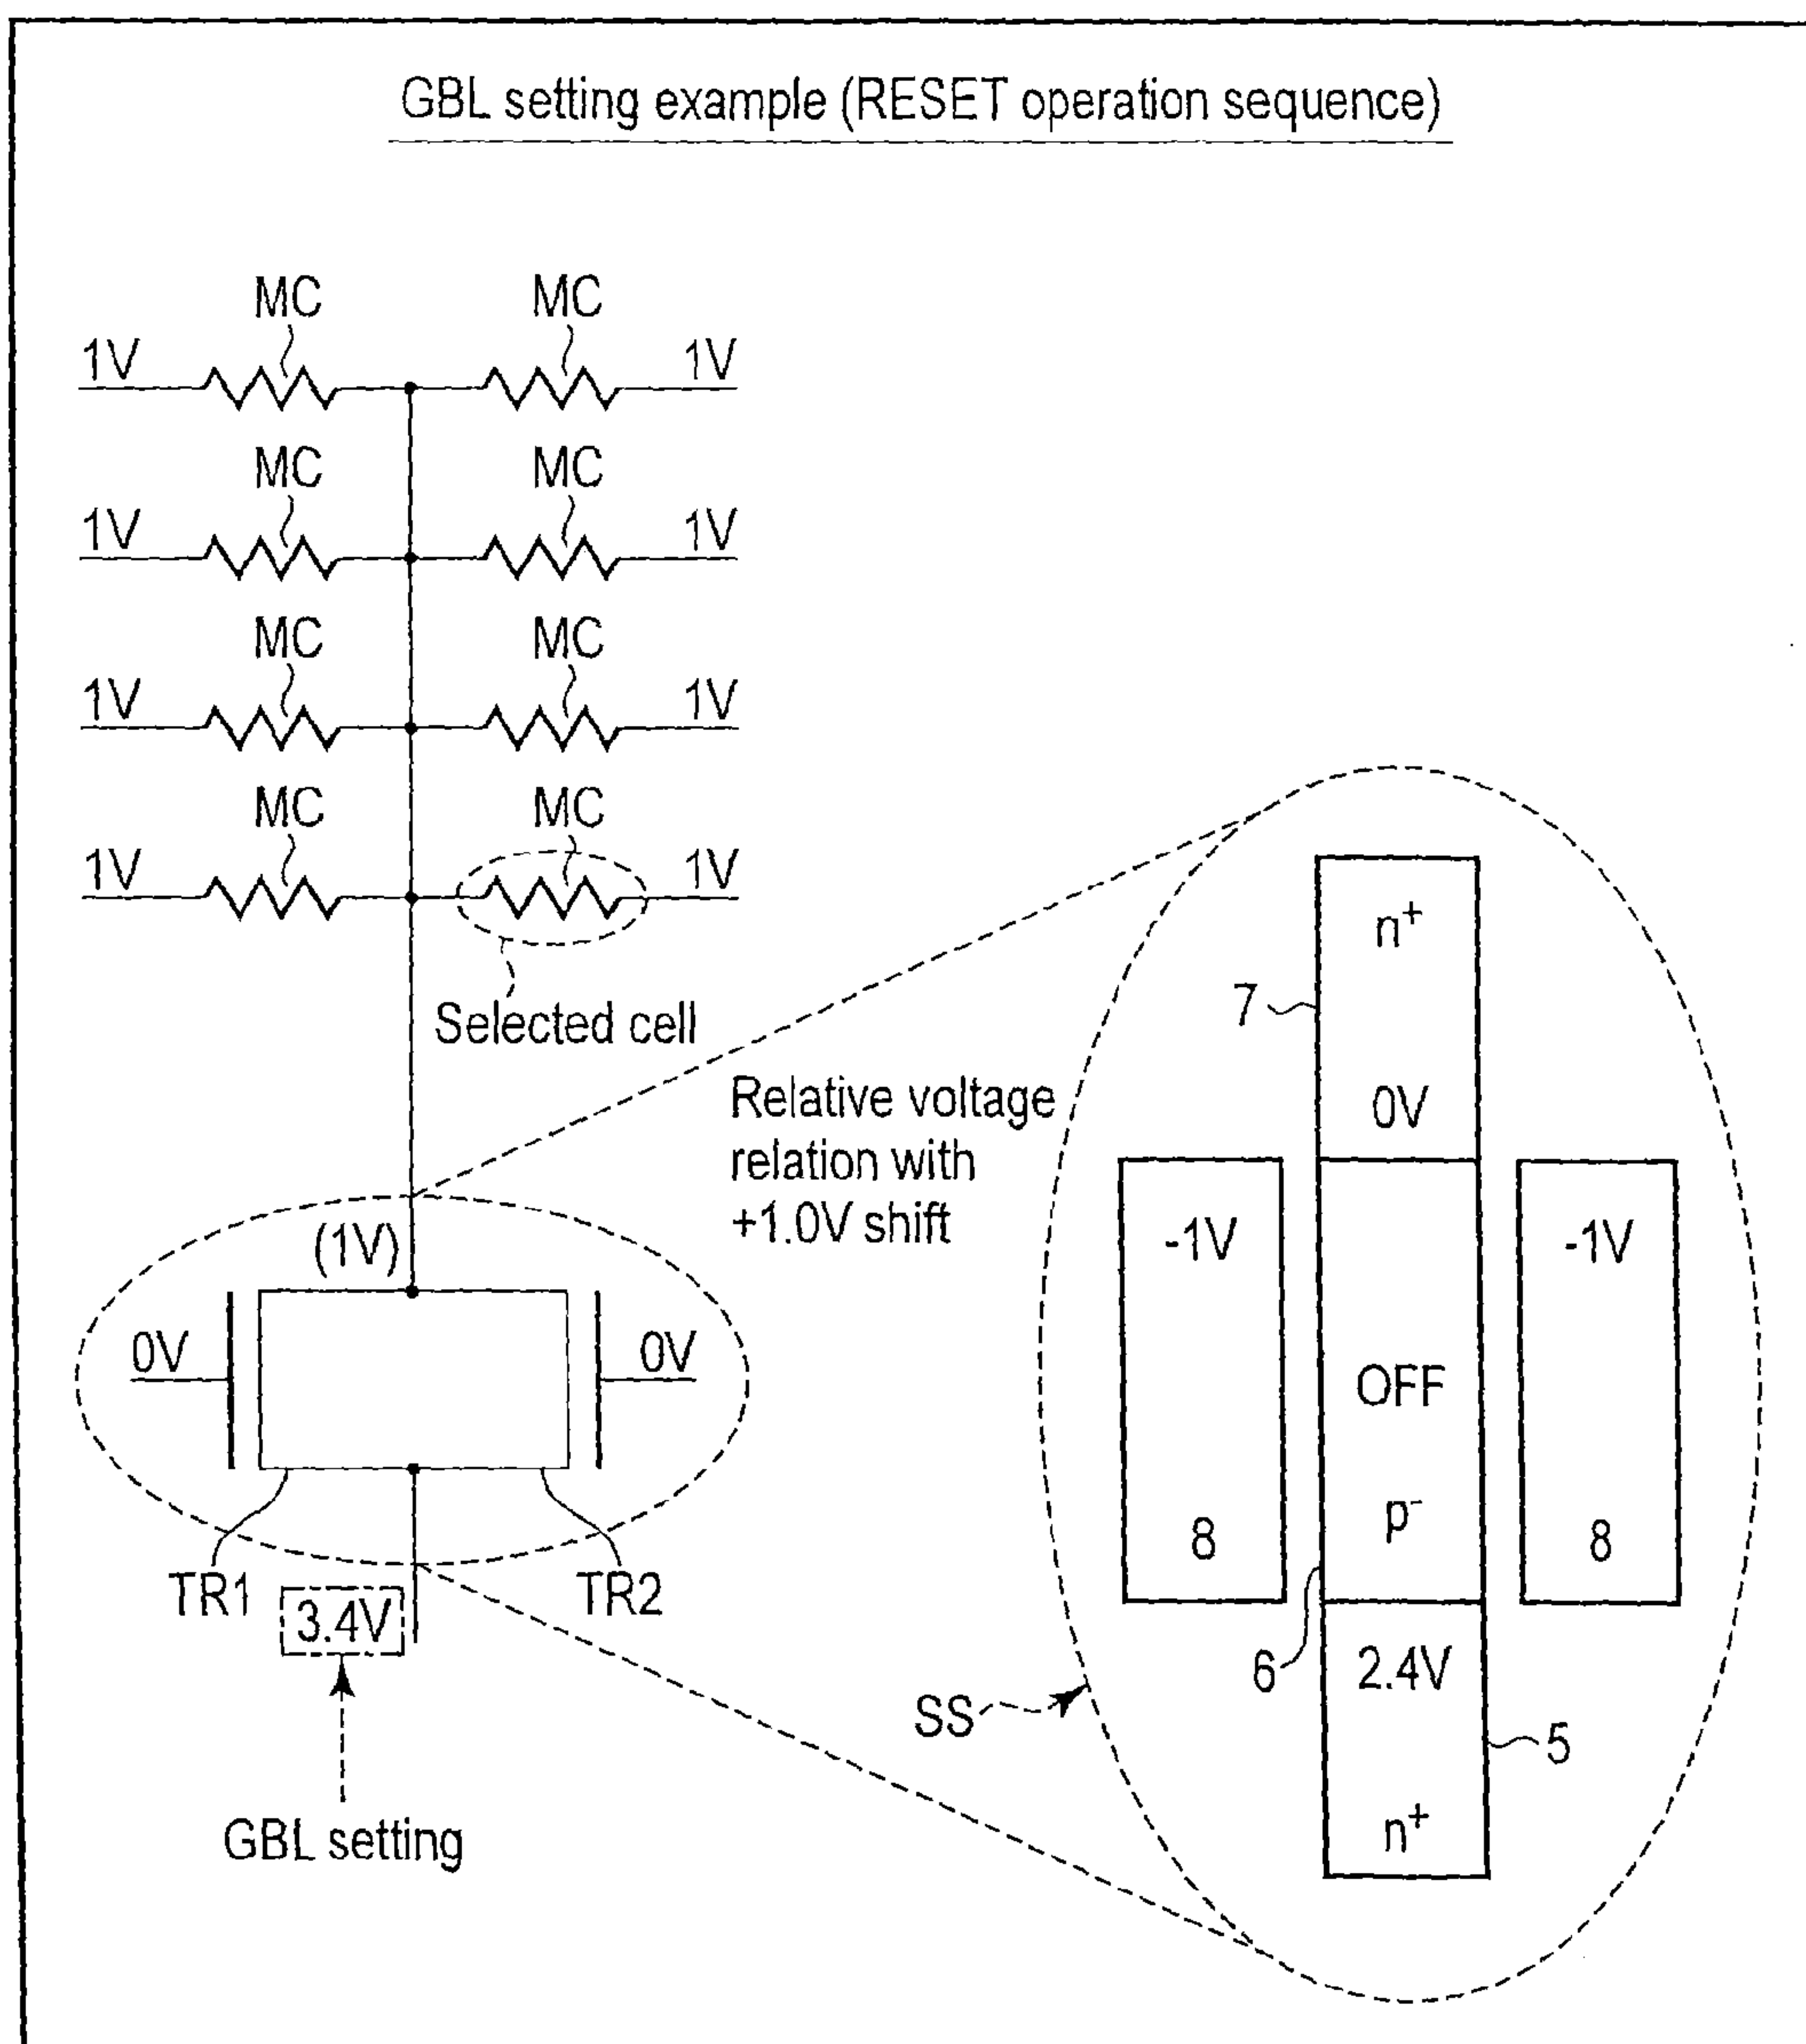 GBL setting example (RESET operation sequence)
MC MC
1V 1V
MC MC
1V 1V
MC MC
1V 1V
MC MC
1V 1V
Selected cell
Relative voltage
relation with
+1.0V shift
(1V)
0V 0V
TR1 TR2
3.4V
GBL setting
n+
7
0V
-1V -1V
OFF
p-
8 8
6
2.4V
SS
5
n+